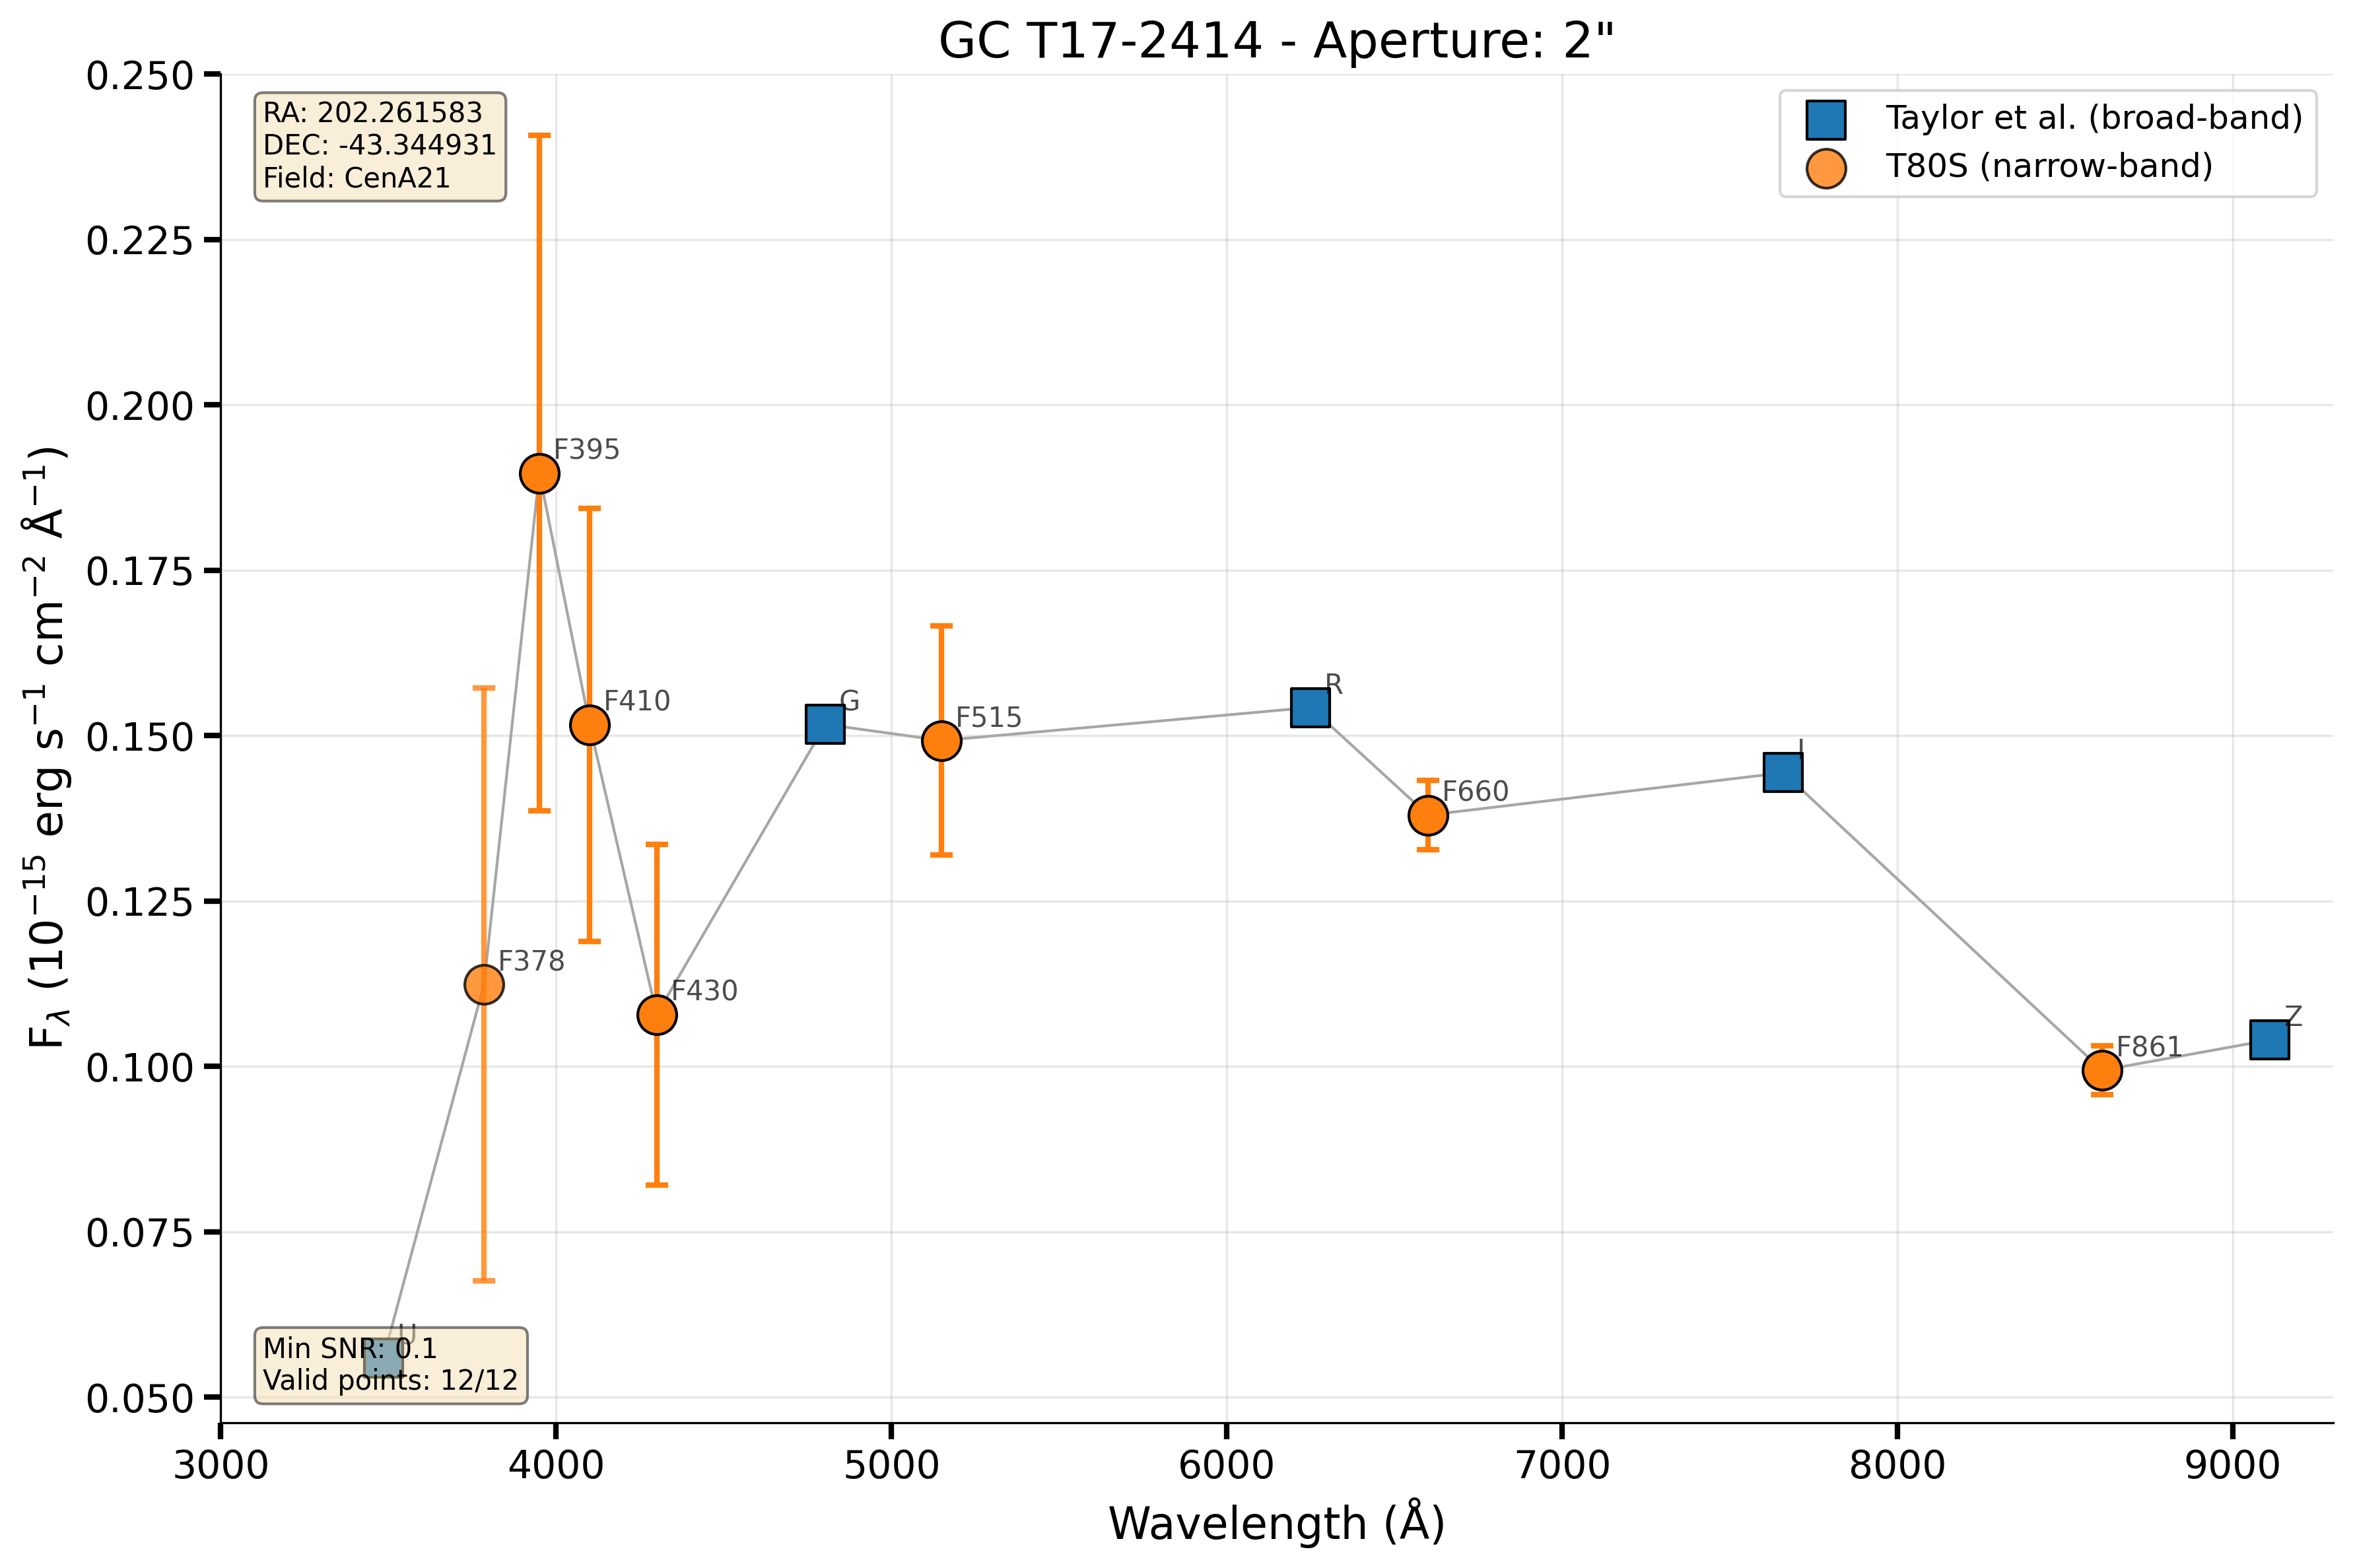 GC T17-2414 - Aperture: 2"
RA: 202.261583
DEC: -43.344931
Field: CenA21
Taylor et al. (broad-band)
T80S (narrow-band)
0.250
0.225
0.200
0.175
0.150
0.125
0.100
0.075
0.050
F_λ (10⁻¹⁵ erg s⁻¹ cm⁻² Å⁻¹)
F395
F410
G
F515
R
F660
I
F378
F430
F861
Z
U
Min SNR: 0.1
Valid points: 12/12
3000 4000 5000 6000 7000 8000 9000
Wavelength (Å)